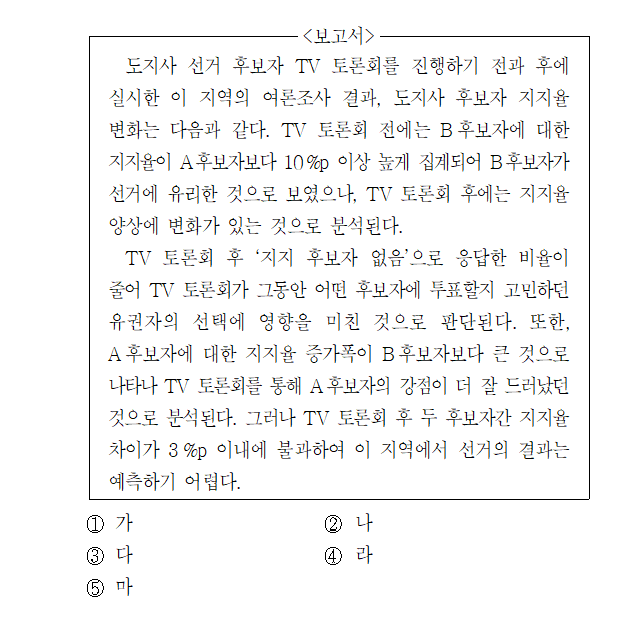 <보고서>
도지사 선거 후보자 TV 토론회를 진행하기 전과 후에
실시한 이 지역의 여론조사 결과, 도지사 후보자 지지율
변화는 다음과 같다. TV 토론회 전에는 B후보자에 대한
지지율이 A후보자보다 10%p 이상 높게 집계되어 B후보자가
선거에 유리한 것으로 보였으나, TV 토론회 후에는 지지율
양상에 변화가 있는 것으로 분석된다.
TV 토론회 후 ‘지지 후보자 없음’으로 응답한 비율이
줄어 TV 토론회가 그동안 어떤 후보자에 투표할지 고민하던
유권자의 선택에 영향을 미친 것으로 판단된다. 또한,
A후보자에 대한 지지율 증가폭이 B후보자보다 큰 것으로
나타나 TV 토론회를 통해 A후보자의 강점이 더 잘 드러났던
것으로 분석된다. 그러나 TV 토론회 후 두 후보자간 지지율
차이가 3%p 이내에 불과하여 이 지역에서 선거의 결과는
예측하기 어렵다.
① 가 ② 나
③ 다 ④ 라
⑤ 마